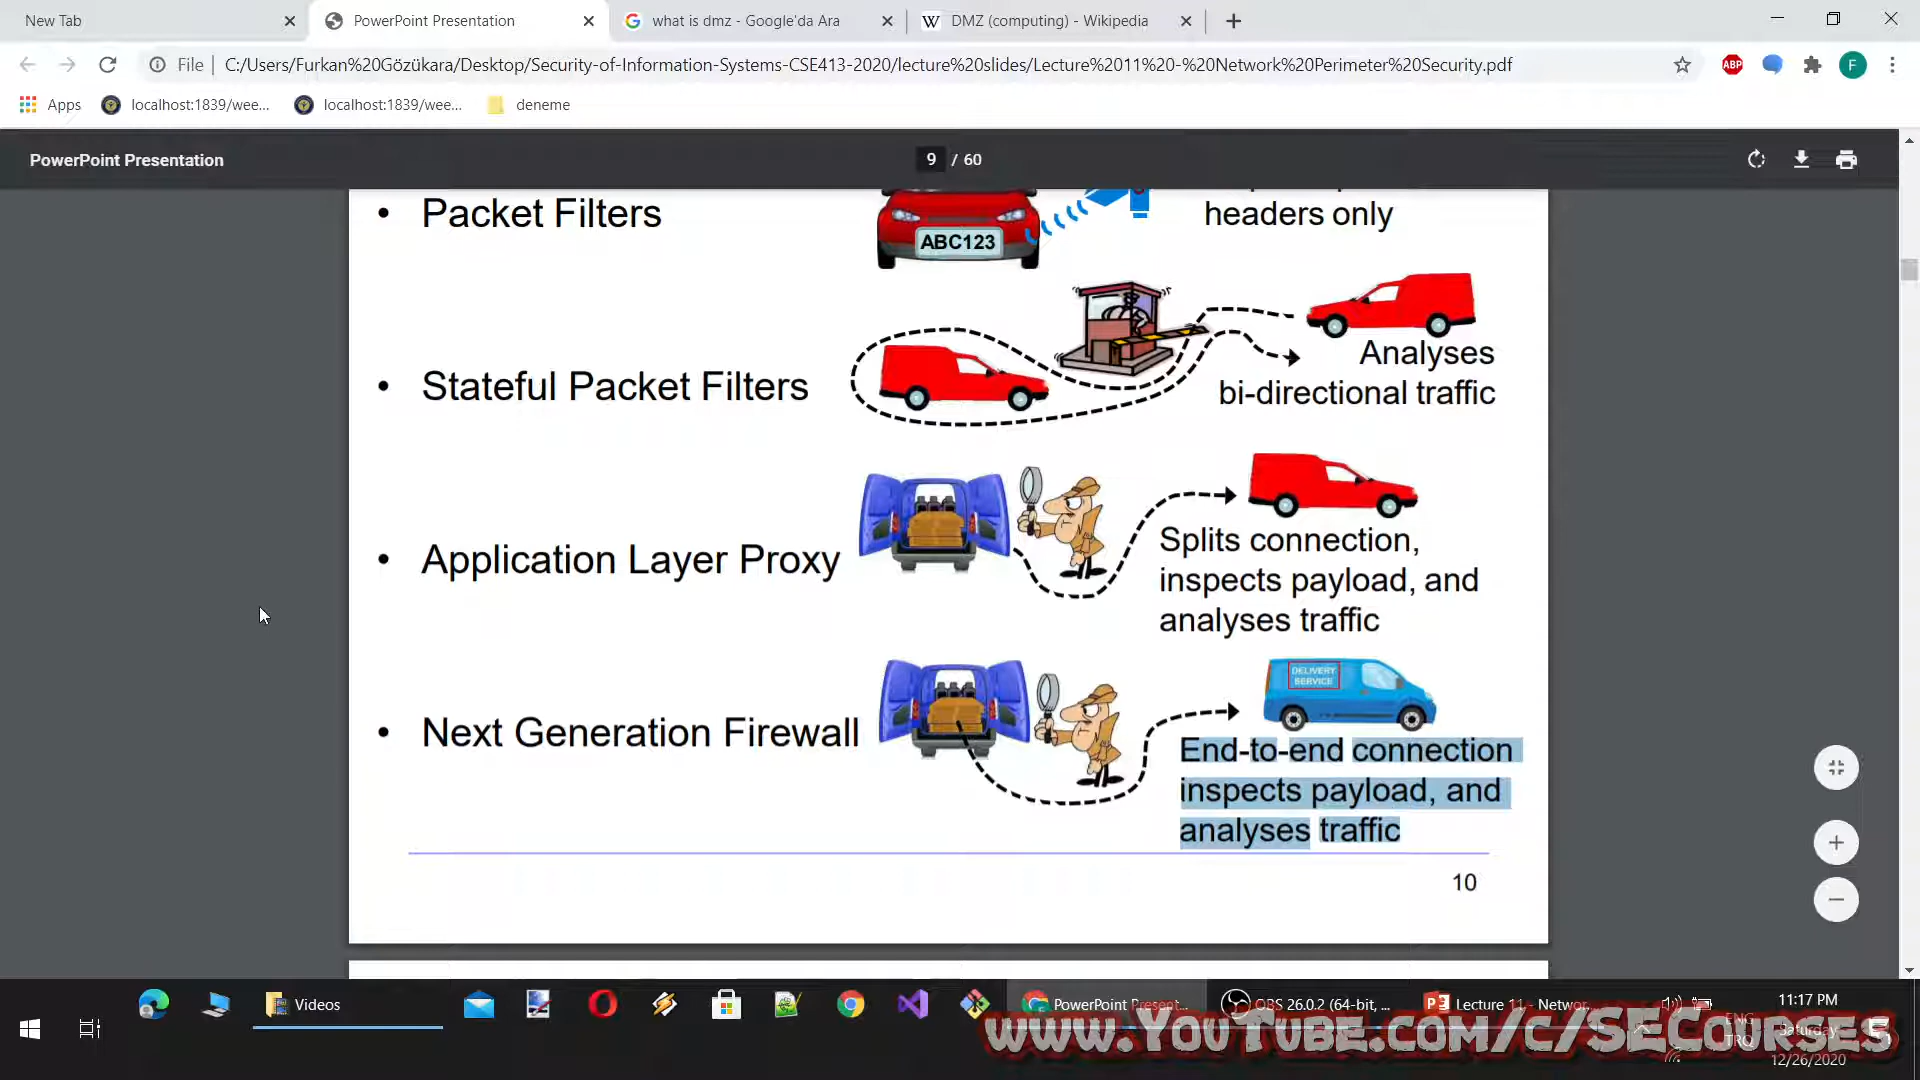 New Tab
PowerPoint Presentation
what is dmz - Google'da Ara
DMZ (computing) - Wikipedia
File
C:/Users/Furkan%20Gözükara/Desktop/Security-of-Information-Systems-CSE413-2020/lecture%20slides/Lecture%2011%20-%20Network%20Perimeter%20Security.pdf
ABP
F
Apps
localhost:1839/wee...
localhost:1839/wee...
deneme
PowerPoint Presentation
9 / 60
• Packet Filters
ABC123
headers only
• Stateful Packet Filters
Analyses
bi-directional traffic
• Application Layer Proxy
Splits connection,
inspects payload, and
analyses traffic
• Next Generation Firewall
DELIVERY
SERVICE
End-to-end connection
inspects payload, and
analyses traffic
10
Videos
PowerPoint Present...
OBS 26.0.2 (64-bit, ...
Lecture 11 - Networ...
11:17 PM
ENG
Saturday
TRQ
12/26/2020
www.YouTube.com/c/SECourses